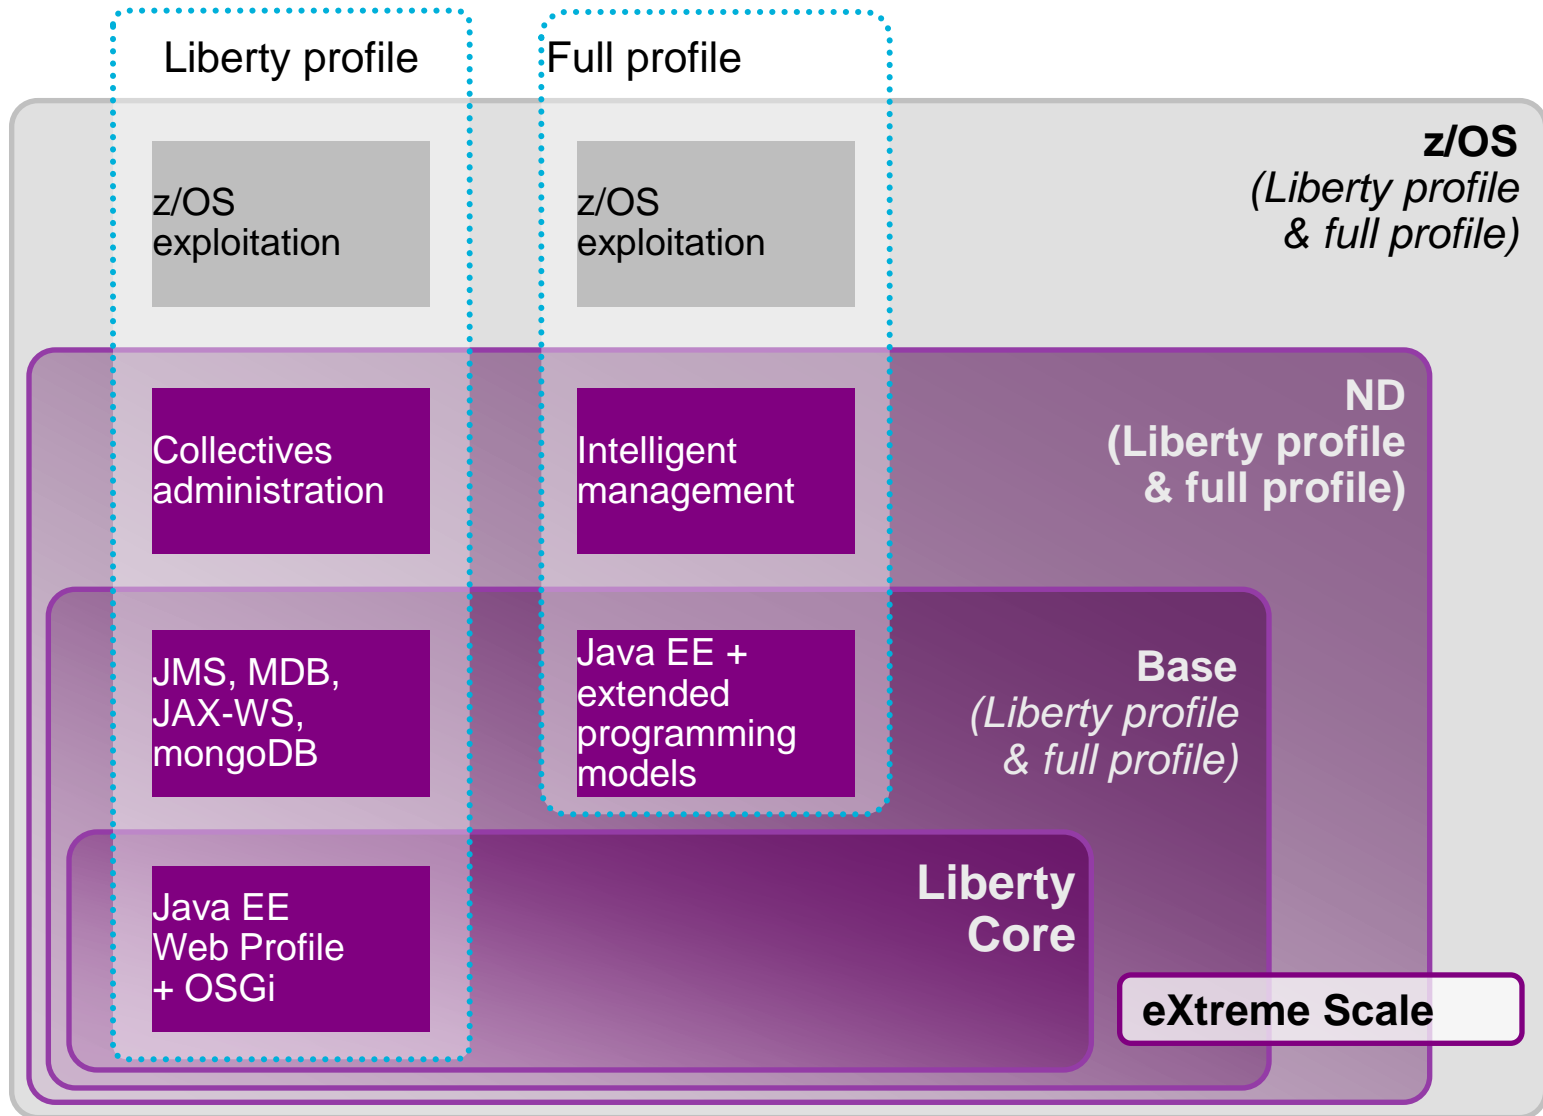 Liberty profile
Full profile
z/OS
(Liberty profile
& full profile)
z/OS
exploitation
z/OS
exploitation
ND
(Liberty profile
& full profile)
Collectives
administration
Intelligent
management
Base
(Liberty profile
& full profile)
JMS, MDB,
JAX-WS,
mongoDB
Java EE +
extended
programming
models
Liberty
Core
Java EE
Web Profile
+ OSGi
eXtreme Scale